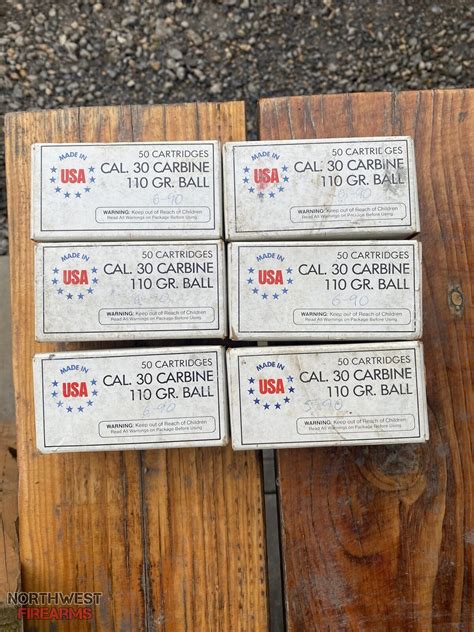 MADE IN
USA
50 CARTRIDGES
CAL. 30 CARBINE
110 GR. BALL
6-90
WARNING: Keep out of Reach of Children
Read All Warnings on Package Before Using
MADE IN
USA
50 CARTRIDGES
CAL. 30 CARBINE
110 GR. BALL
WARNING: Keep out of Reach of Children
Read All Warnings on Package Before Using
MADE IN
USA
50 CARTRIDGES
CAL. 30 CARBINE
110 GR. BALL
WARNING: Keep out of Reach of Children
Read All Warnings on Package Before Using
MADE IN
USA
50 CARTRIDGES
CAL. 30 CARBINE
110 GR. BALL
6-90
WARNING: Keep out of Reach of Children
Read All Warnings on Package Before Using
MADE IN
USA
50 CARTRIDGES
CAL. 30 CARBINE
110 GR. BALL
6-90
WARNING: Keep out of Reach of Children
Read All Warnings on Package Before Using
MADE IN
USA
50 CARTRIDGES
CAL. 30 CARBINE
110 GR. BALL
5-90
WARNING: Keep out of Reach of Children
Read All Warnings on Package Before Using
NORTHWEST
FIREARMS